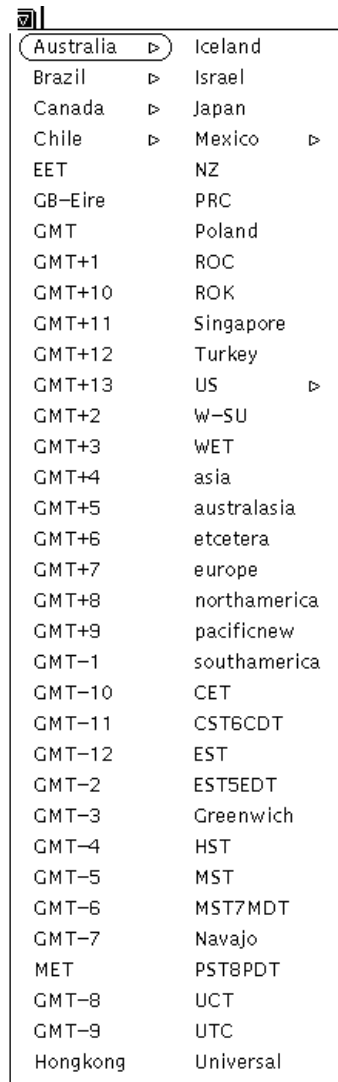 Australia
Brazil
Canada
Chile
EET
GB-Eire
GMT
GMT+1
GMT+10
GMT+11
GMT+12
GMT+13
GMT+2
GMT+3
GMT+4
GMT+5
GMT+6
GMT+7
GMT+8
GMT+9
GMT-1
GMT-10
GMT-11
GMT-12
GMT-2
GMT-3
GMT-4
GMT-5
GMT-6
GMT-7
MET
GMT-8
GMT-9
Hongkong
Iceland
Israel
Japan
Mexico
NZ
PRC
Poland
ROC
ROK
Singapore
Turkey
US
W-SU
WET
asia
australasia
etcetera
europe
northamerica
pacificnew
southamerica
CET
CST6CDT
EST
EST5EDT
Greenwich
HST
MST
MST7MDT
Navajo
PST8PDT
UCT
UTC
Universal